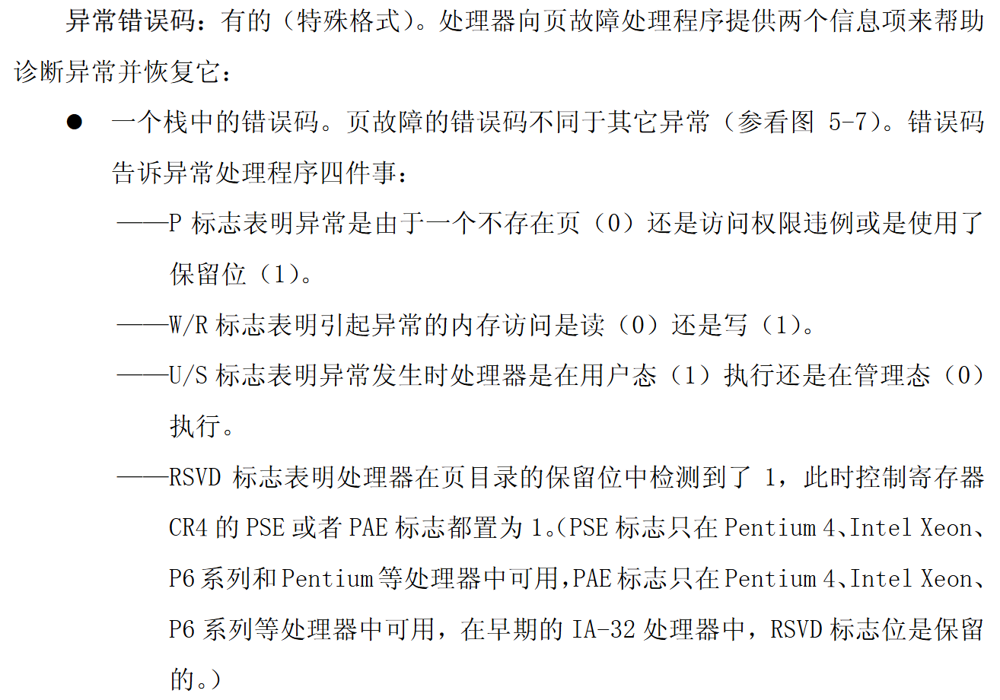 异常错误码：有的（特殊格式）。处理器向页故障处理程序提供两个信息项来帮助
诊断异常并恢复它：
● 一个栈中的错误码。页故障的错误码不同于其它异常（参看图 5-7）。错误码
告诉异常处理程序四件事：
——P 标志表明异常是由于一个不存在页（0）还是访问权限违例或是使用了
保留位（1）。
——W/R 标志表明引起异常的内存访问是读（0）还是写（1）。
——U/S 标志表明异常发生时处理器是在用户态（1）执行还是在管理态（0）
执行。
——RSVD 标志表明处理器在页目录的保留位中检测到了 1，此时控制寄存器
CR4 的 PSE 或者 PAE 标志都置为 1。（PSE 标志只在 Pentium 4、Intel Xeon、
P6 系列和 Pentium 等处理器中可用，PAE 标志只在 Pentium 4、Intel Xeon、
P6 系列等处理器中可用，在早期的 IA-32 处理器中，RSVD 标志位是保留
的。）